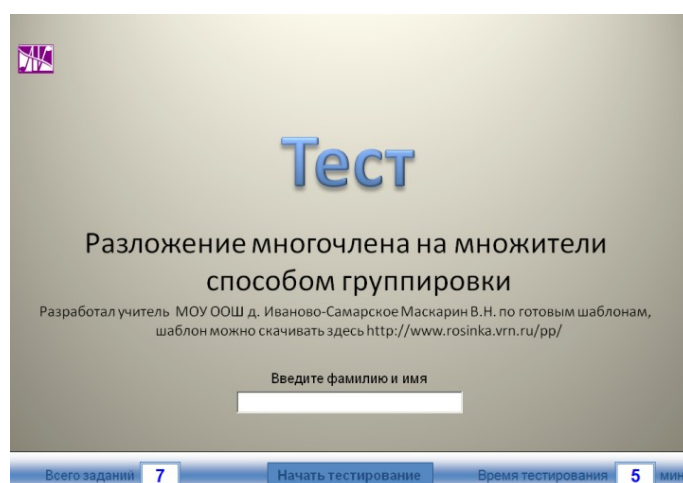 Тест
Разложение многочлена на множители
способом группировки
Разработал учитель МОУ ООШ д. Иваново-Самарское Маскарин В.Н. по готовым шаблонам,
шаблон можно скачивать здесь http://www.rosinka.vrn.ru/pp/
Введите фамилию и имя
Всего заданий 7 Начать тестирование Время тестирования 5 мин